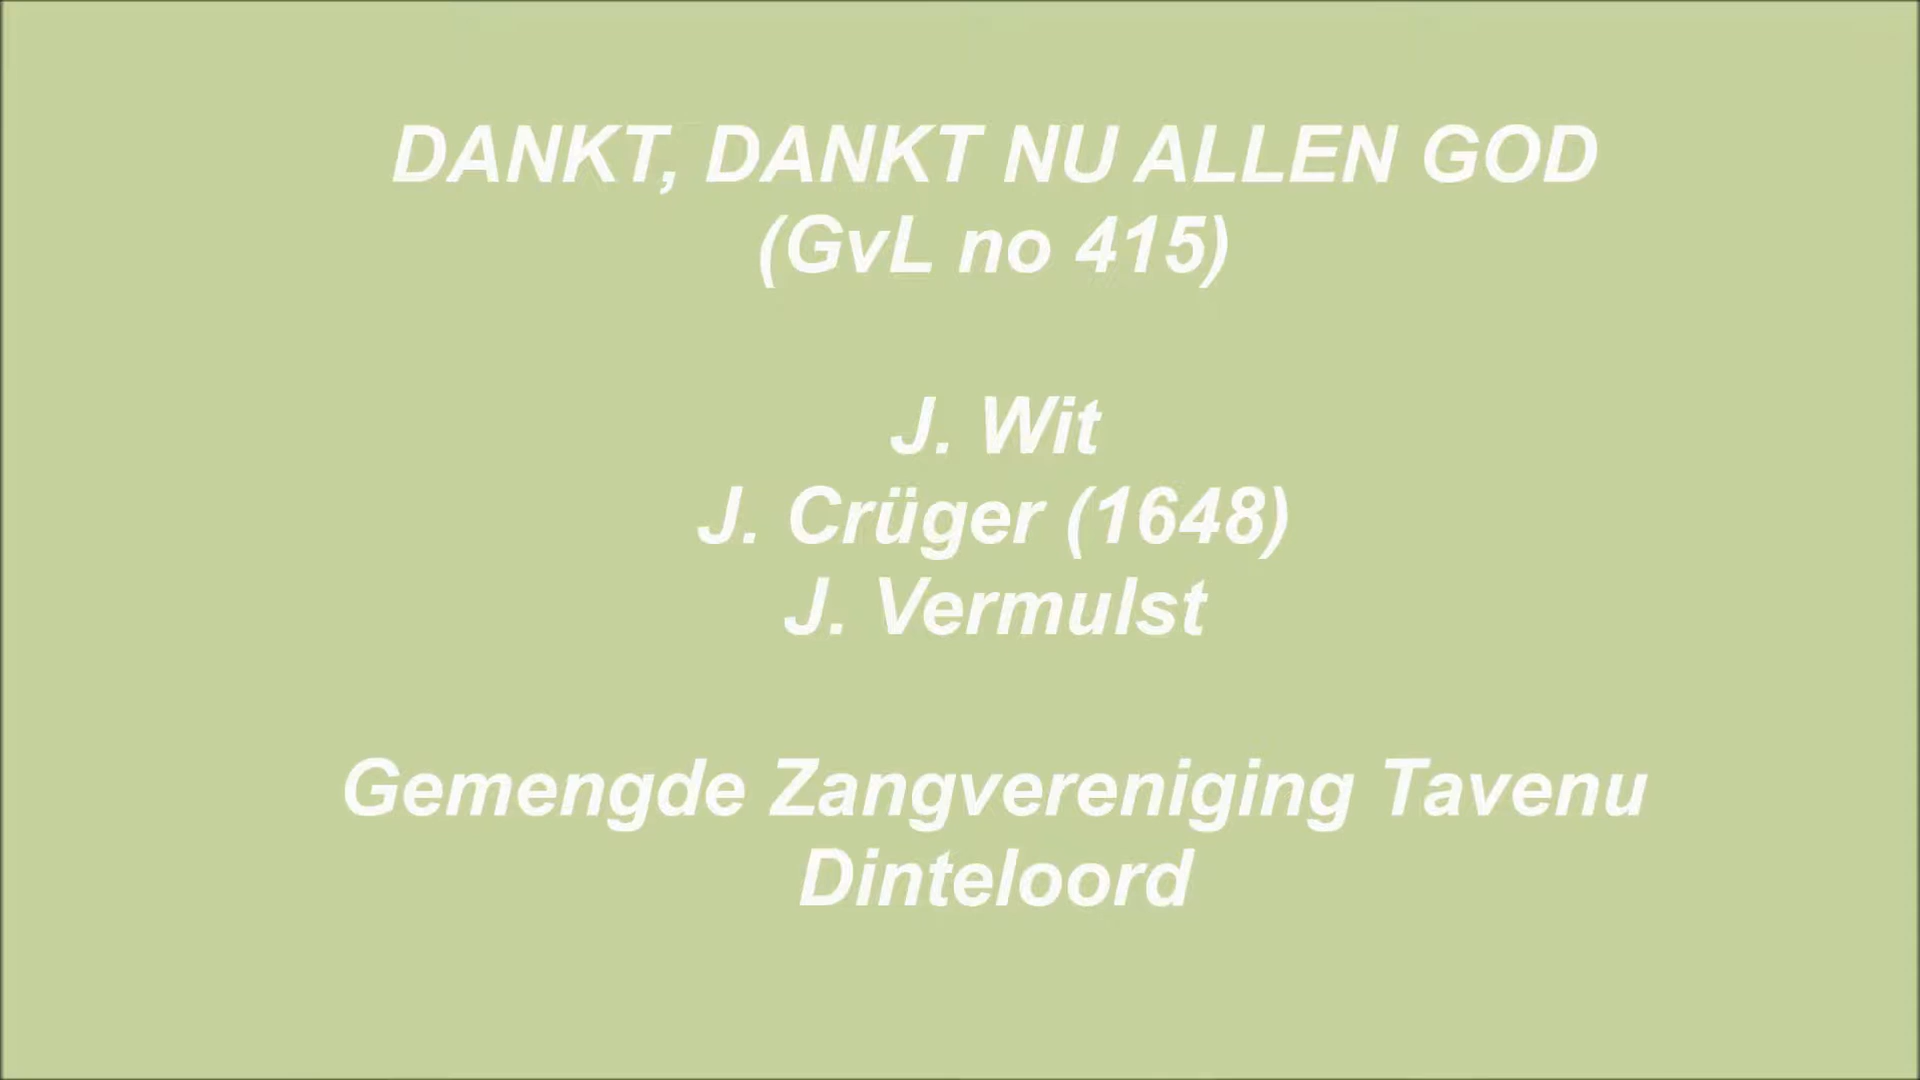 DANKT, DANKT NU ALLEN GOD
(GvL no 415)
J. Wit
J. Crüger (1648)
J. Vermulst
Gemengde Zangvereniging Tavenu
Dinteloord